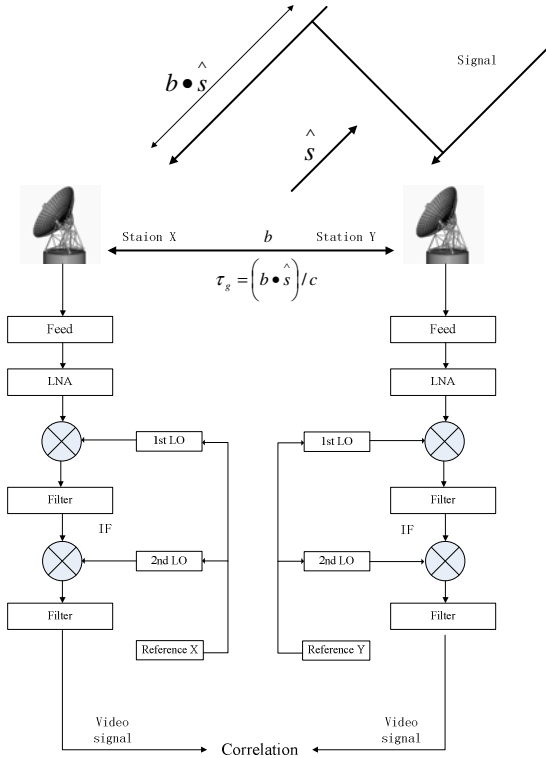 Signal
b • ŝ
ŝ
Staion X
b
Station Y
τg = (b • ŝ) / c
Feed
Feed
LNA
LNA
1st LO
1st LO
Filter
Filter
IF
IF
2nd LO
2nd LO
Filter
Filter
Reference X
Reference Y
Video
signal
Video
signal
Correlation